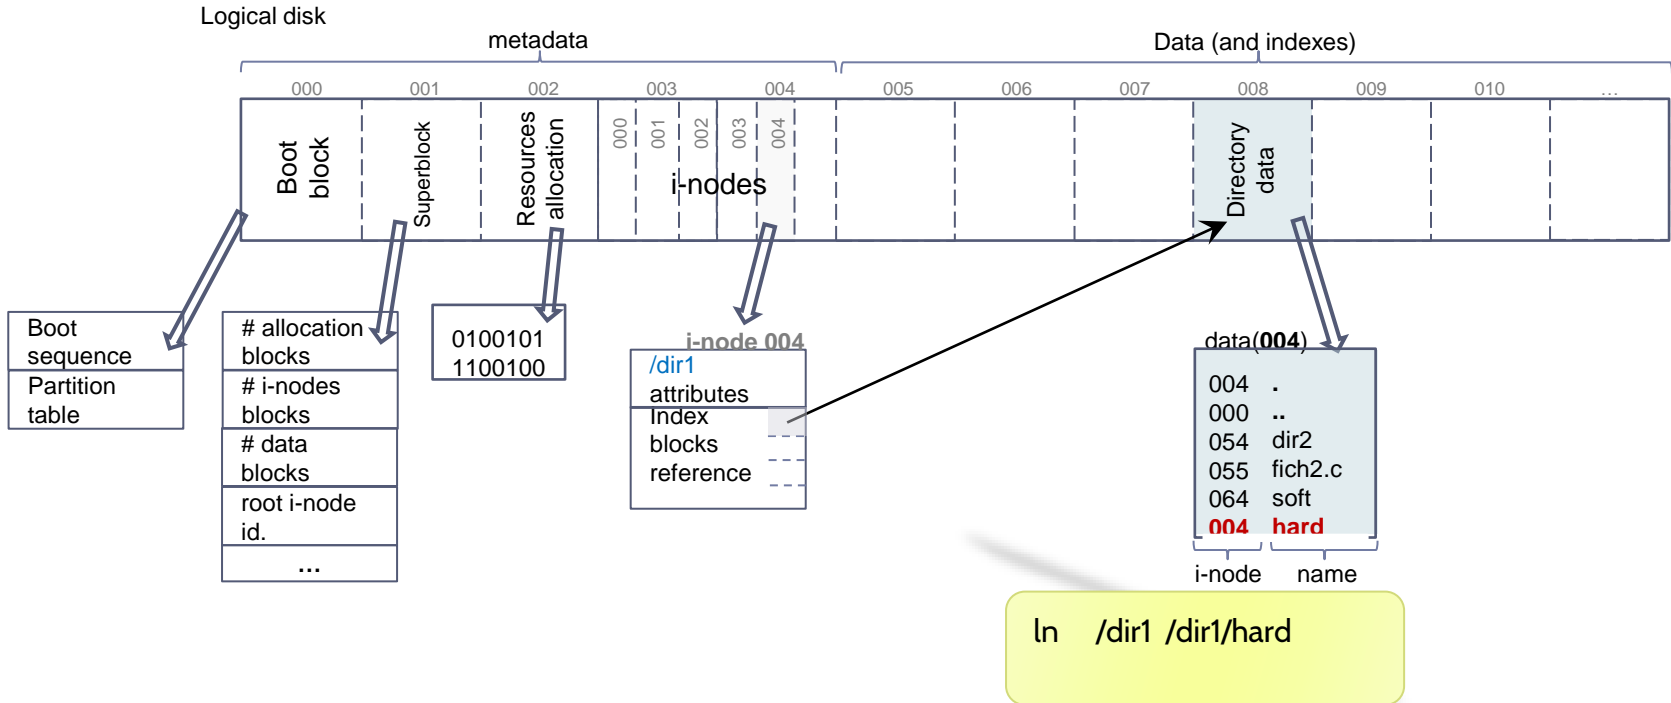 Logical disk
metadata
Data (and indexes)
000 001 002 003 004 005 006 007 008 009 010 ...
Boot
block
Superblock
Resources
allocation
000 001 002 003 004
i-nodes
Directory
data
Boot
sequence
Partition
table
# allocation
blocks
# i-nodes
blocks
# data
blocks
root i-node
id.
...
0100101
1100100
i-node 004
/dir1
attributes
Index
blocks
reference
data(004)
004 .
000 ..
054 dir2
055 fich2.c
064 soft
004 hard
i-node name
ln /dir1 /dir1/hard